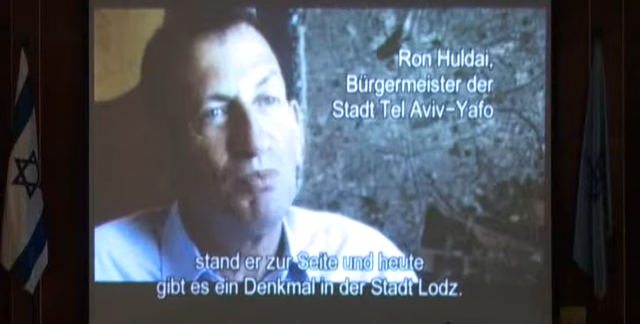 Ron Huldai,
Bürgermeister der
Stadt Tel Aviv-Yafo
stand er zur Seite und heute
gibt es ein Denkmal in der Stadt Lodz.